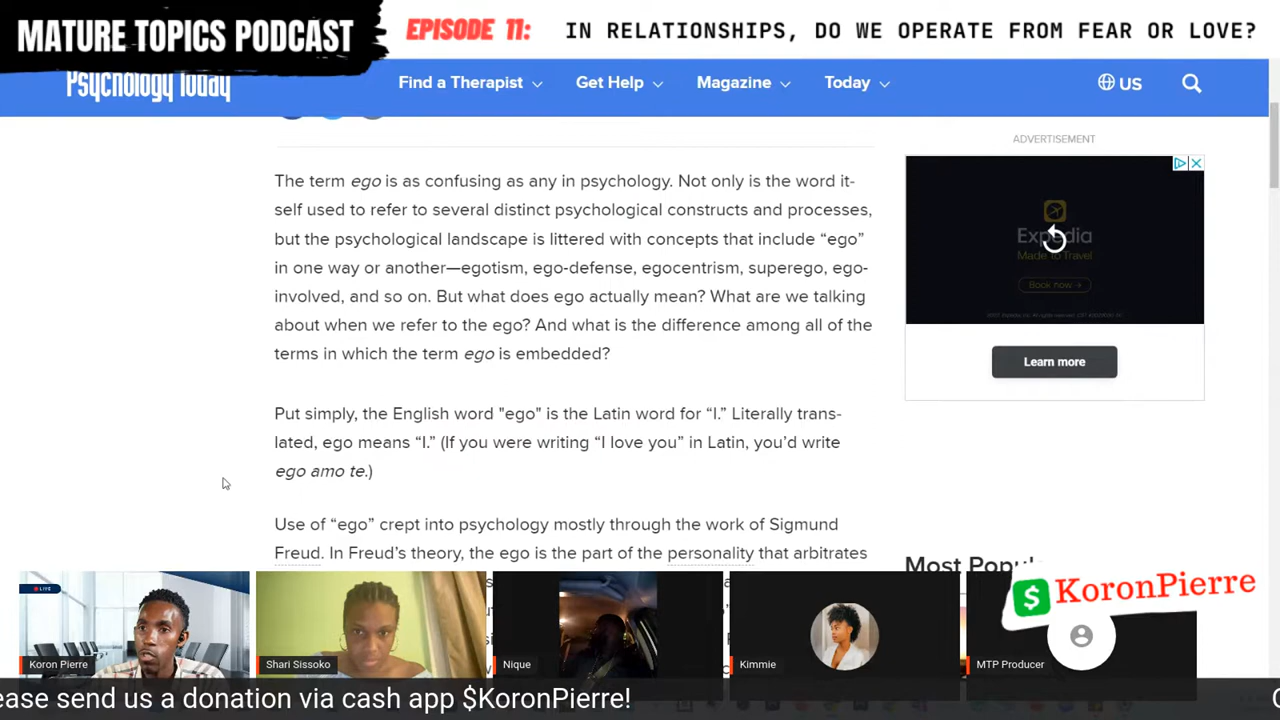 MATURE TOPICS PODCAST
EPISODE 11:
IN RELATIONSHIPS, DO WE OPERATE FROM FEAR OR LOVE?
Psychology Today
Find a Therapist
Get Help
Magazine
Today
US
ADVERTISEMENT
The term ego is as confusing as any in psychology. Not only is the word it-
self used to refer to several distinct psychological constructs and processes,
but the psychological landscape is littered with concepts that include “ego”
in one way or another—egotism, ego-defense, egocentrism, superego, ego-
involved, and so on. But what does ego actually mean? What are we talking
about when we refer to the ego? And what is the difference among all of the
terms in which the term ego is embedded?
Expedia
Made to Travel
Book now
Learn more
Put simply, the English word "ego" is the Latin word for “I.” Literally trans-
lated, ego means “I.” (If you were writing “I love you” in Latin, you’d write
ego amo te.)
Use of “ego” crept into psychology mostly through the work of Sigmund
Freud. In Freud’s theory, the ego is the part of the personality that arbitrates
Most Popul
$ KoronPierre
LIVE
Koron Pierre
Shari Sissoko
Nique
Kimmie
MTP Producer
ease send us a donation via cash app $KoronPierre!